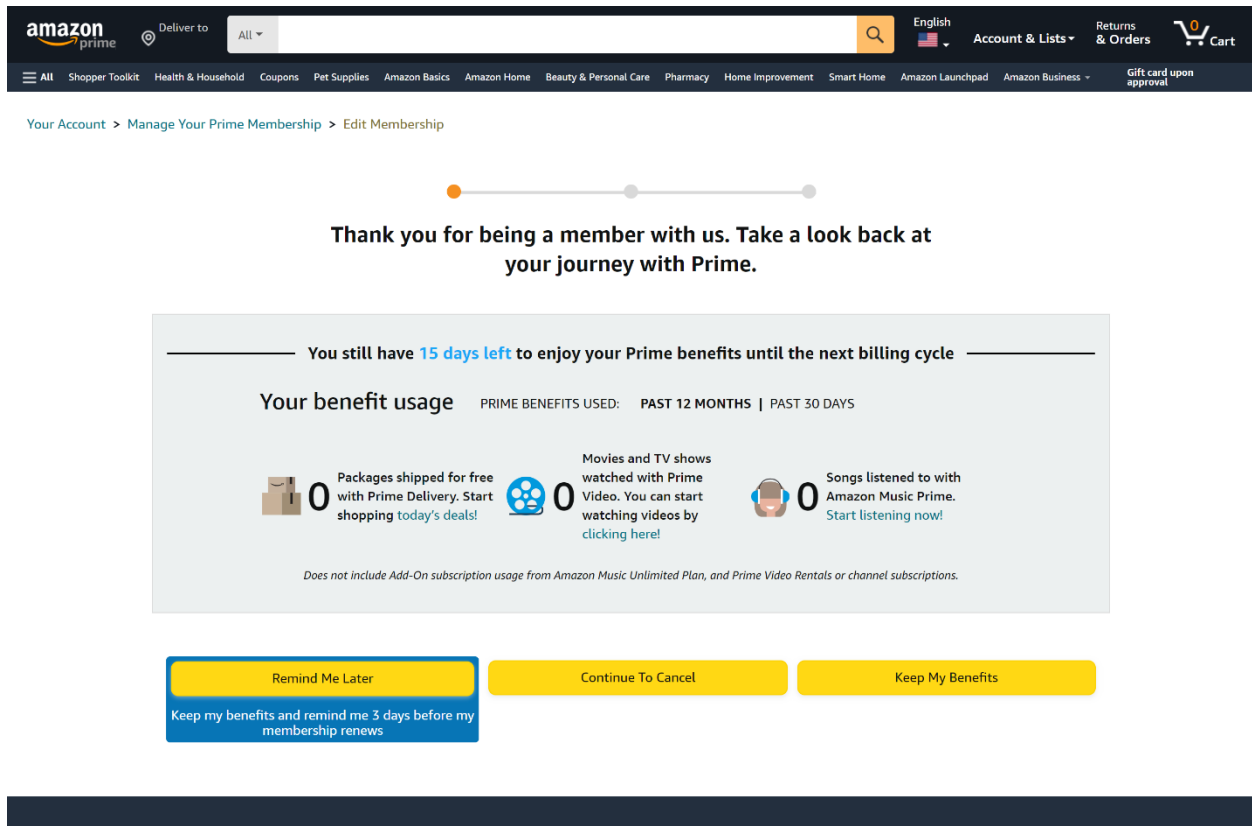 amazon prime
Deliver to
All
English
Account & Lists
Returns
& Orders
0
Cart
All Shopper Toolkit Health & Household Coupons Pet Supplies Amazon Basics Amazon Home Beauty & Personal Care Pharmacy Home Improvement Smart Home Amazon Launchpad Amazon Business
Gift card upon
approval
Your Account > Manage Your Prime Membership > Edit Membership
Thank you for being a member with us. Take a look back at
your journey with Prime.
You still have 15 days left to enjoy your Prime benefits until the next billing cycle
Your benefit usage PRIME BENEFITS USED: PAST 12 MONTHS | PAST 30 DAYS
0
Packages shipped for free
with Prime Delivery. Start
shopping today's deals!
0
Movies and TV shows
watched with Prime
Video. You can start
watching videos by
clicking here!
0
Songs listened to with
Amazon Music Prime.
Start listening now!
Does not include Add-On subscription usage from Amazon Music Unlimited Plan, and Prime Video Rentals or channel subscriptions.
Remind Me Later
Keep my benefits and remind me 3 days before my
membership renews
Continue To Cancel
Keep My Benefits